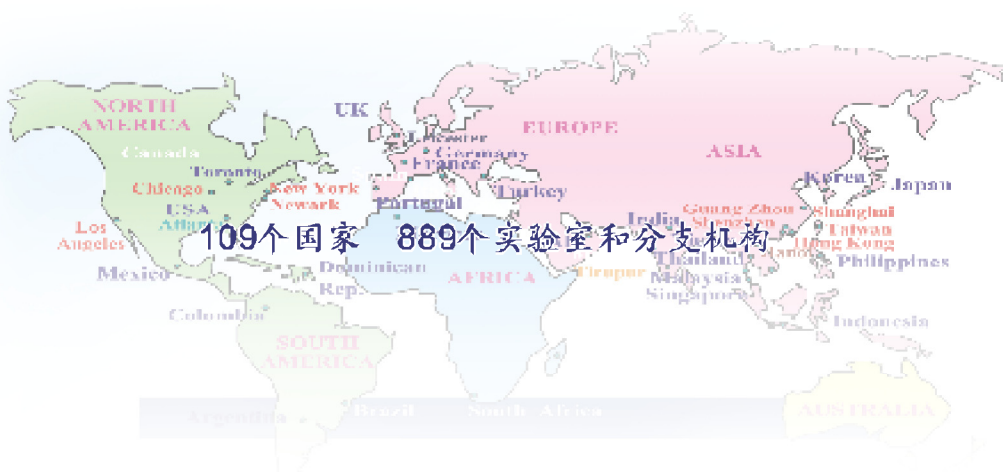 NORTH
AMERICA
UK
EUROPE
ASIA
Leicester
Germany
France
Canada
Toronto
Chicago
New York
Newark
USA
Atlanta
Los
Angeles
Spain
Portugal
Turkey
Korea
Japan
India
Guang Zhou
Shenzhen
Shanghai
Taiwan
Hong Kong
109个国家 889个实验室和分支机构
Mexico
Dominican
Rep.
AFRICA
Tirupur
Thailand
Malaysia
Singapore
Philippines
Colombia
Indonesia
SOUTH
AMERICA
Argentina
Brazil
South Africa
AUSTRALIA